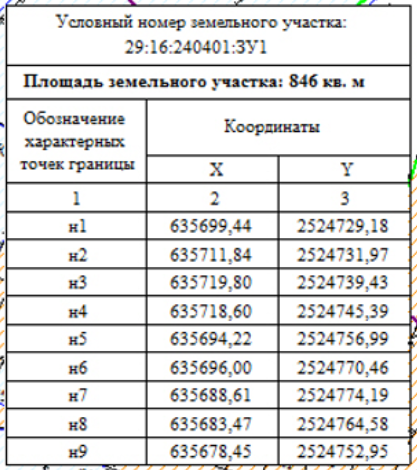 Условный номер земельного участка:
29:16:240401:ЗУ1
Площадь земельного участка: 846 кв. м
Обозначение
характерных
точек границы
Координаты
X Y
1 2 3
н1 635699,44 2524729,18
н2 635711,84 2524731,97
н3 635719,80 2524739,43
н4 635718,60 2524745,39
н5 635694,22 2524756,99
н6 635696,00 2524770,46
н7 635688,61 2524774,19
н8 635683,47 2524764,58
н9 635678,45 2524752,95